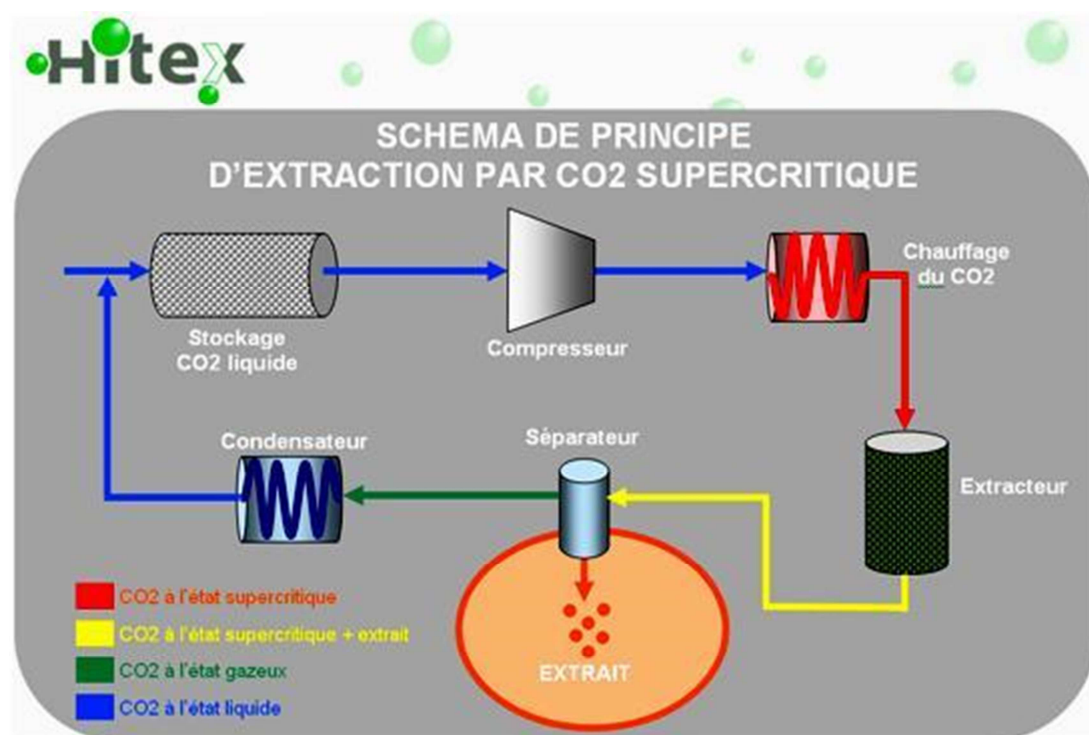 Hitex
SCHEMA DE PRINCIPE
D'EXTRACTION PAR CO2 SUPERCRITIQUE
Stockage
CO2 liquide
Compresseur
Chauffage
du CO2
Condensateur
Séparateur
Extracteur
EXTRAIT
CO2 à l'état supercritique
CO2 à l'état supercritique + extrait
CO2 à l'état gazeux
CO2 à l'état liquide